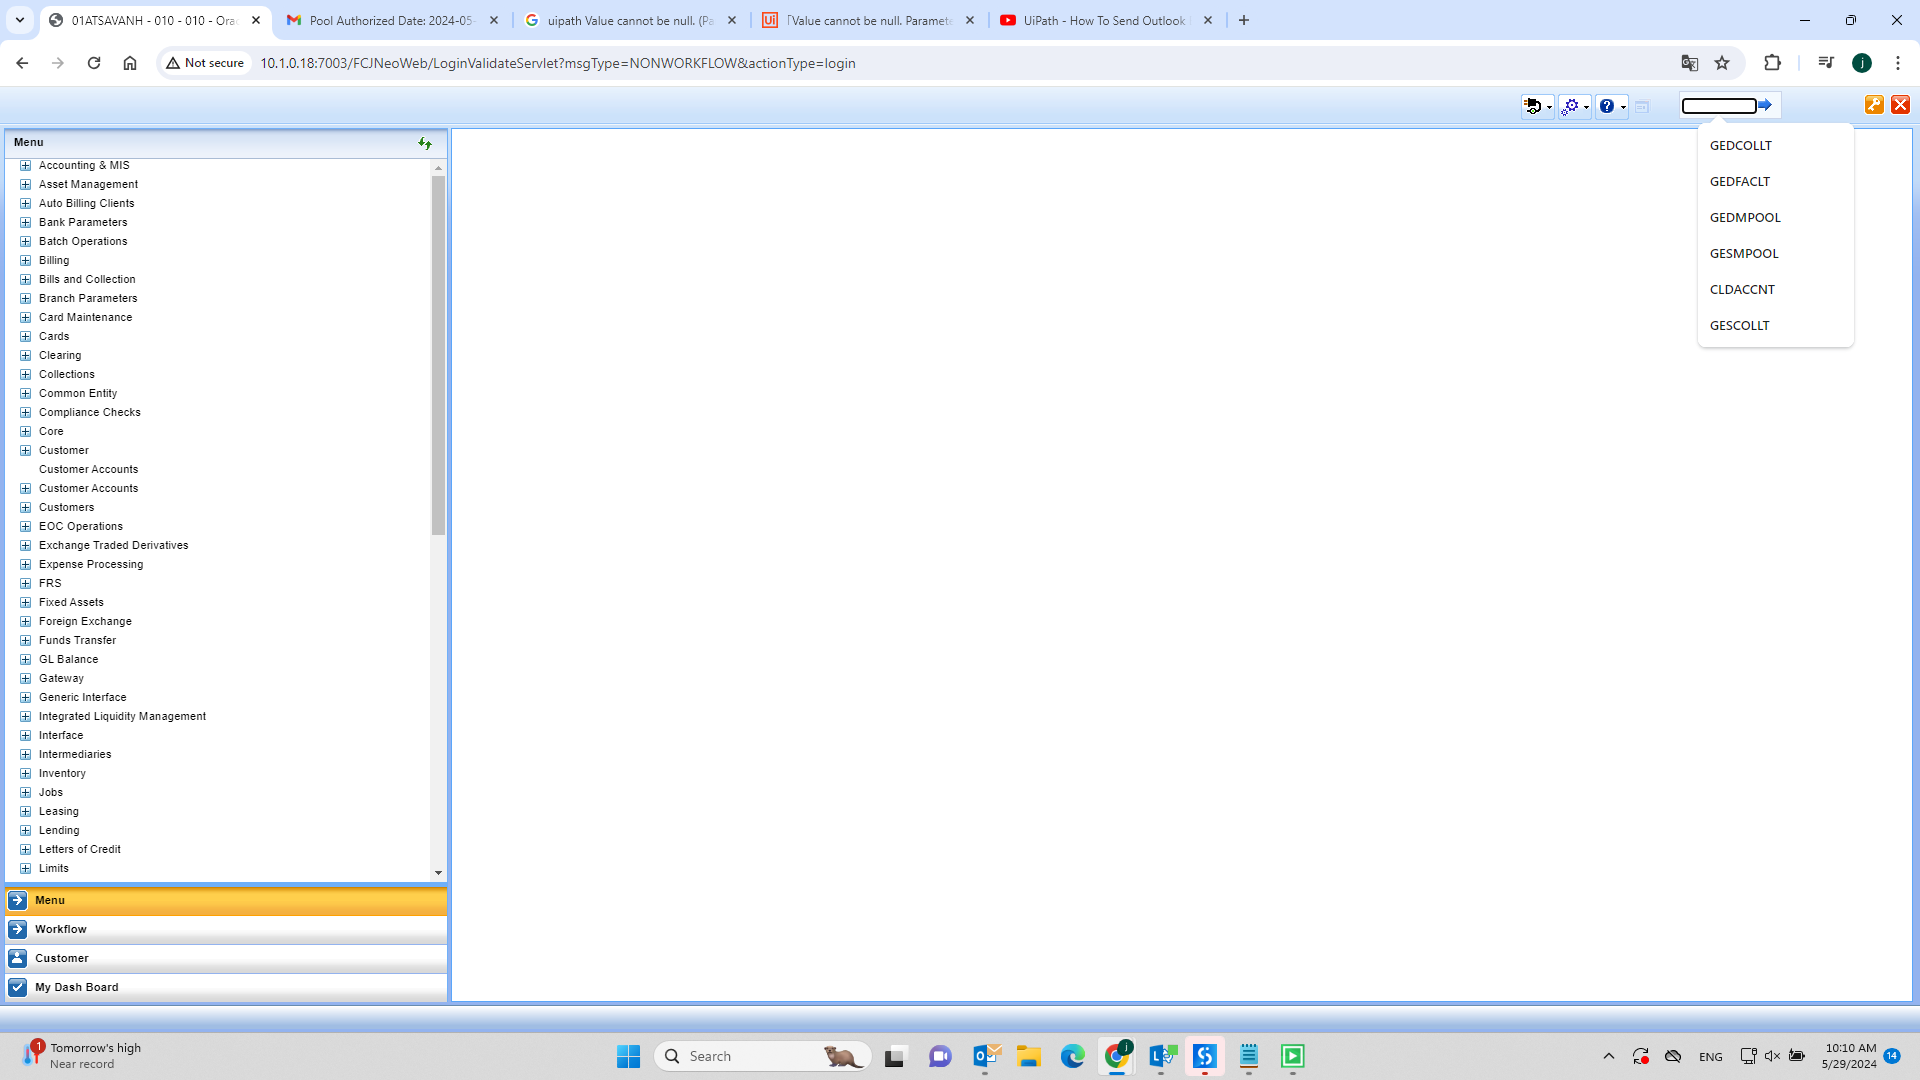 01ATSAVANH - 010 - 010 - Ora
Pool Authorized Date: 2024-05-
uipath Value cannot be null. (Pa
「Value cannot be null. Paramete
UiPath - How To Send Outlook
Not secure
10.1.0.18:7003/FCJNeoWeb/LoginValidateServlet?msgType=NONWORKFLOW&actionType=login
j
Menu
Accounting & MIS
Asset Management
Auto Billing Clients
Bank Parameters
Batch Operations
Billing
Bills and Collection
Branch Parameters
Card Maintenance
Cards
Clearing
Collections
Common Entity
Compliance Checks
Core
Customer
Customer Accounts
Customer Accounts
Customers
EOC Operations
Exchange Traded Derivatives
Expense Processing
FRS
Fixed Assets
Foreign Exchange
Funds Transfer
GL Balance
Gateway
Generic Interface
Integrated Liquidity Management
Interface
Intermediaries
Inventory
Jobs
Leasing
Lending
Letters of Credit
Limits
GEDCOLLT
GEDFACLT
GEDMPOOL
GESMPOOL
CLDACCNT
GESCOLLT
Menu
Workflow
Customer
My Dash Board
1
Tomorrow's high
Near record
Search
j
ENG
10:10 AM
5/29/2024
14